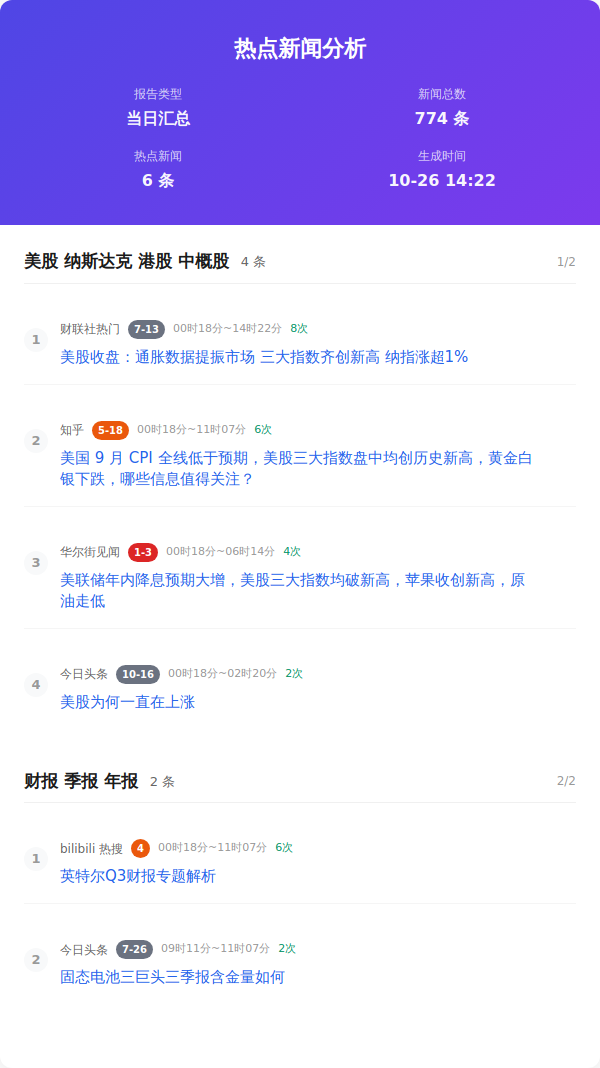 热点新闻分析
报告类型
新闻总数
当日汇总
774 条
热点新闻
生成时间
6 条
10-26 14:22
美股 纳斯达克 港股 中概股 4 条 1/2
1
财联社热门 7-13 00时18分~14时22分 8次
美股收盘：通胀数据提振市场 三大指数齐创新高 纳指涨超1%
2
知乎 5-18 00时18分~11时07分 6次
美国 9 月 CPI 全线低于预期，美股三大指数盘中均创历史新高，黄金白
银下跌，哪些信息值得关注？
3
华尔街见闻 1-3 00时18分~06时14分 4次
美联储年内降息预期大增，美股三大指数均破新高，苹果收创新高，原
油走低
4
今日头条 10-16 00时18分~02时20分 2次
美股为何一直在上涨
财报 季报 年报 2 条 2/2
1
bilibili 热搜 4 00时18分~11时07分 6次
英特尔Q3财报专题解析
2
今日头条 7-26 09时11分~11时07分 2次
固态电池三巨头三季报含金量如何